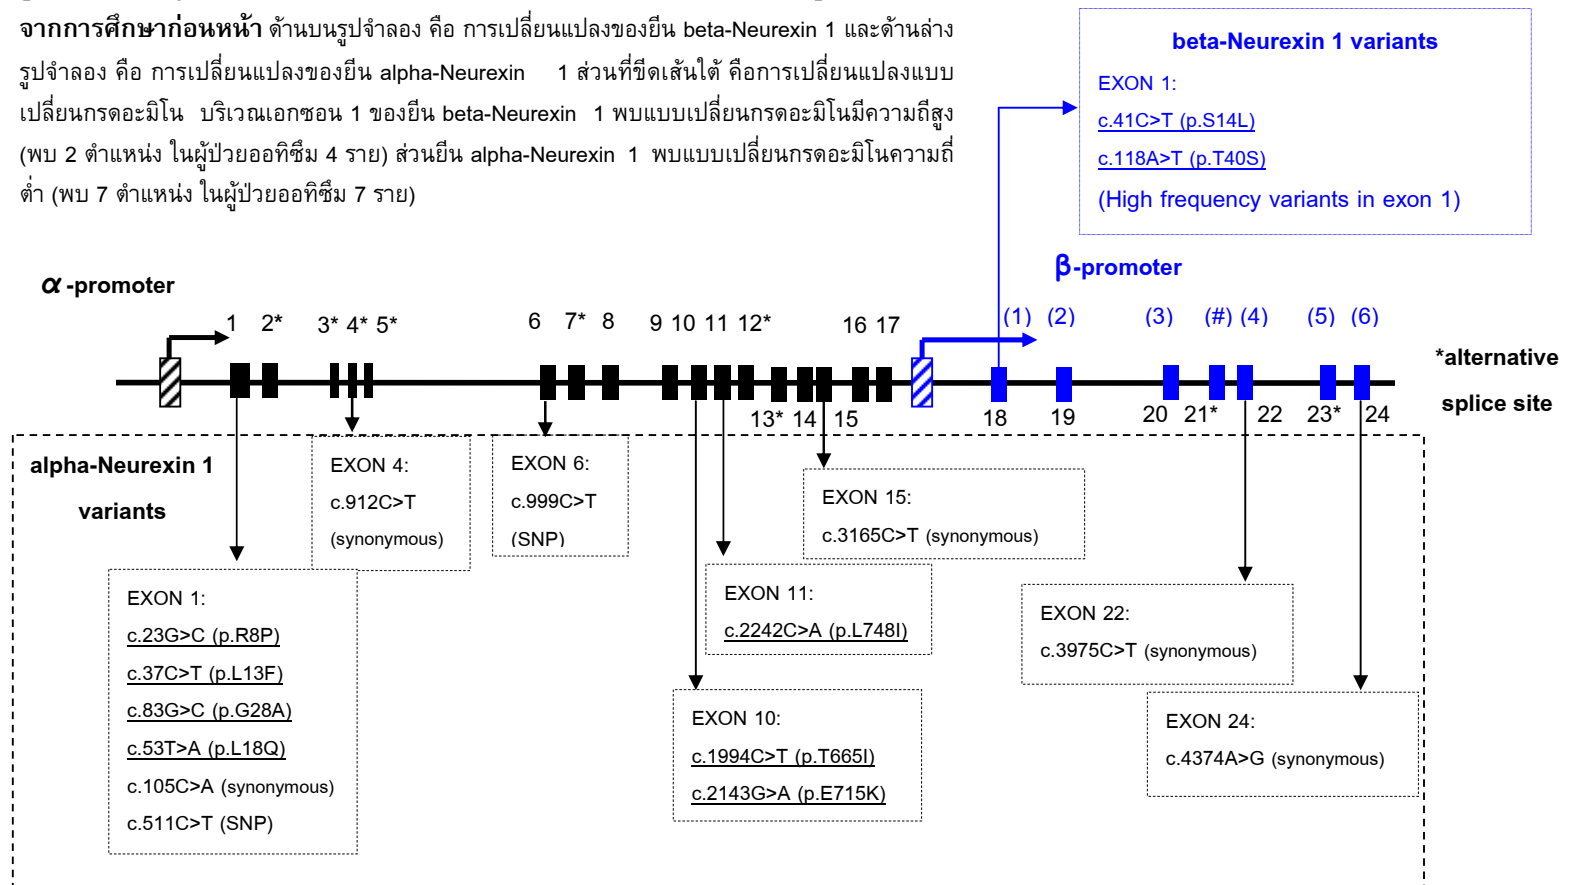 จากการศึกษาก่อนหน้า ด้านบนรูปจำลอง คือ การเปลี่ยนแปลงของยีน beta-Neurexin 1 และด้านล่าง
รูปจำลอง คือ การเปลี่ยนแปลงของยีน alpha-Neurexin 1 ส่วนที่ขีดเส้นใต้ คือการเปลี่ยนแปลงแบบ
เปลี่ยนกรดอะมิโน บริเวณเอกซอน 1 ของยีน beta-Neurexin 1 พบแบบเปลี่ยนกรดอะมิโนมีความถี่สูง
(พบ 2 ตำแหน่ง ในผู้ป่วยออทิซึม 4 ราย) ส่วนยีน alpha-Neurexin 1 พบแบบเปลี่ยนกรดอะมิโนความถี่
ต่ำ (พบ 7 ตำแหน่ง ในผู้ป่วยออทิซึม 7 ราย)
beta-Neurexin 1 variants
EXON 1:
c.41C>T (p.S14L)
c.118A>T (p.T40S)
(High frequency variants in exon 1)
α -promoter
β-promoter
1 2* 3* 4* 5* 6 7* 8 9 10 11 12* 16 17 (1) (2) (3) (#) (4) (5) (6)
13* 14 15 18 19 20 21* 22 23* 24
*alternative
splice site
alpha-Neurexin 1
variants
EXON 1:
c.23G>C (p.R8P)
c.37C>T (p.L13F)
c.83G>C (p.G28A)
c.53T>A (p.L18Q)
c.105C>A (synonymous)
c.511C>T (SNP)
EXON 4:
c.912C>T
(synonymous)
EXON 6:
c.999C>T
(SNP)
EXON 10:
c.1994C>T (p.T665I)
c.2143G>A (p.E715K)
EXON 11:
c.2242C>A (p.L748I)
EXON 15:
c.3165C>T (synonymous)
EXON 22:
c.3975C>T (synonymous)
EXON 24:
c.4374A>G (synonymous)